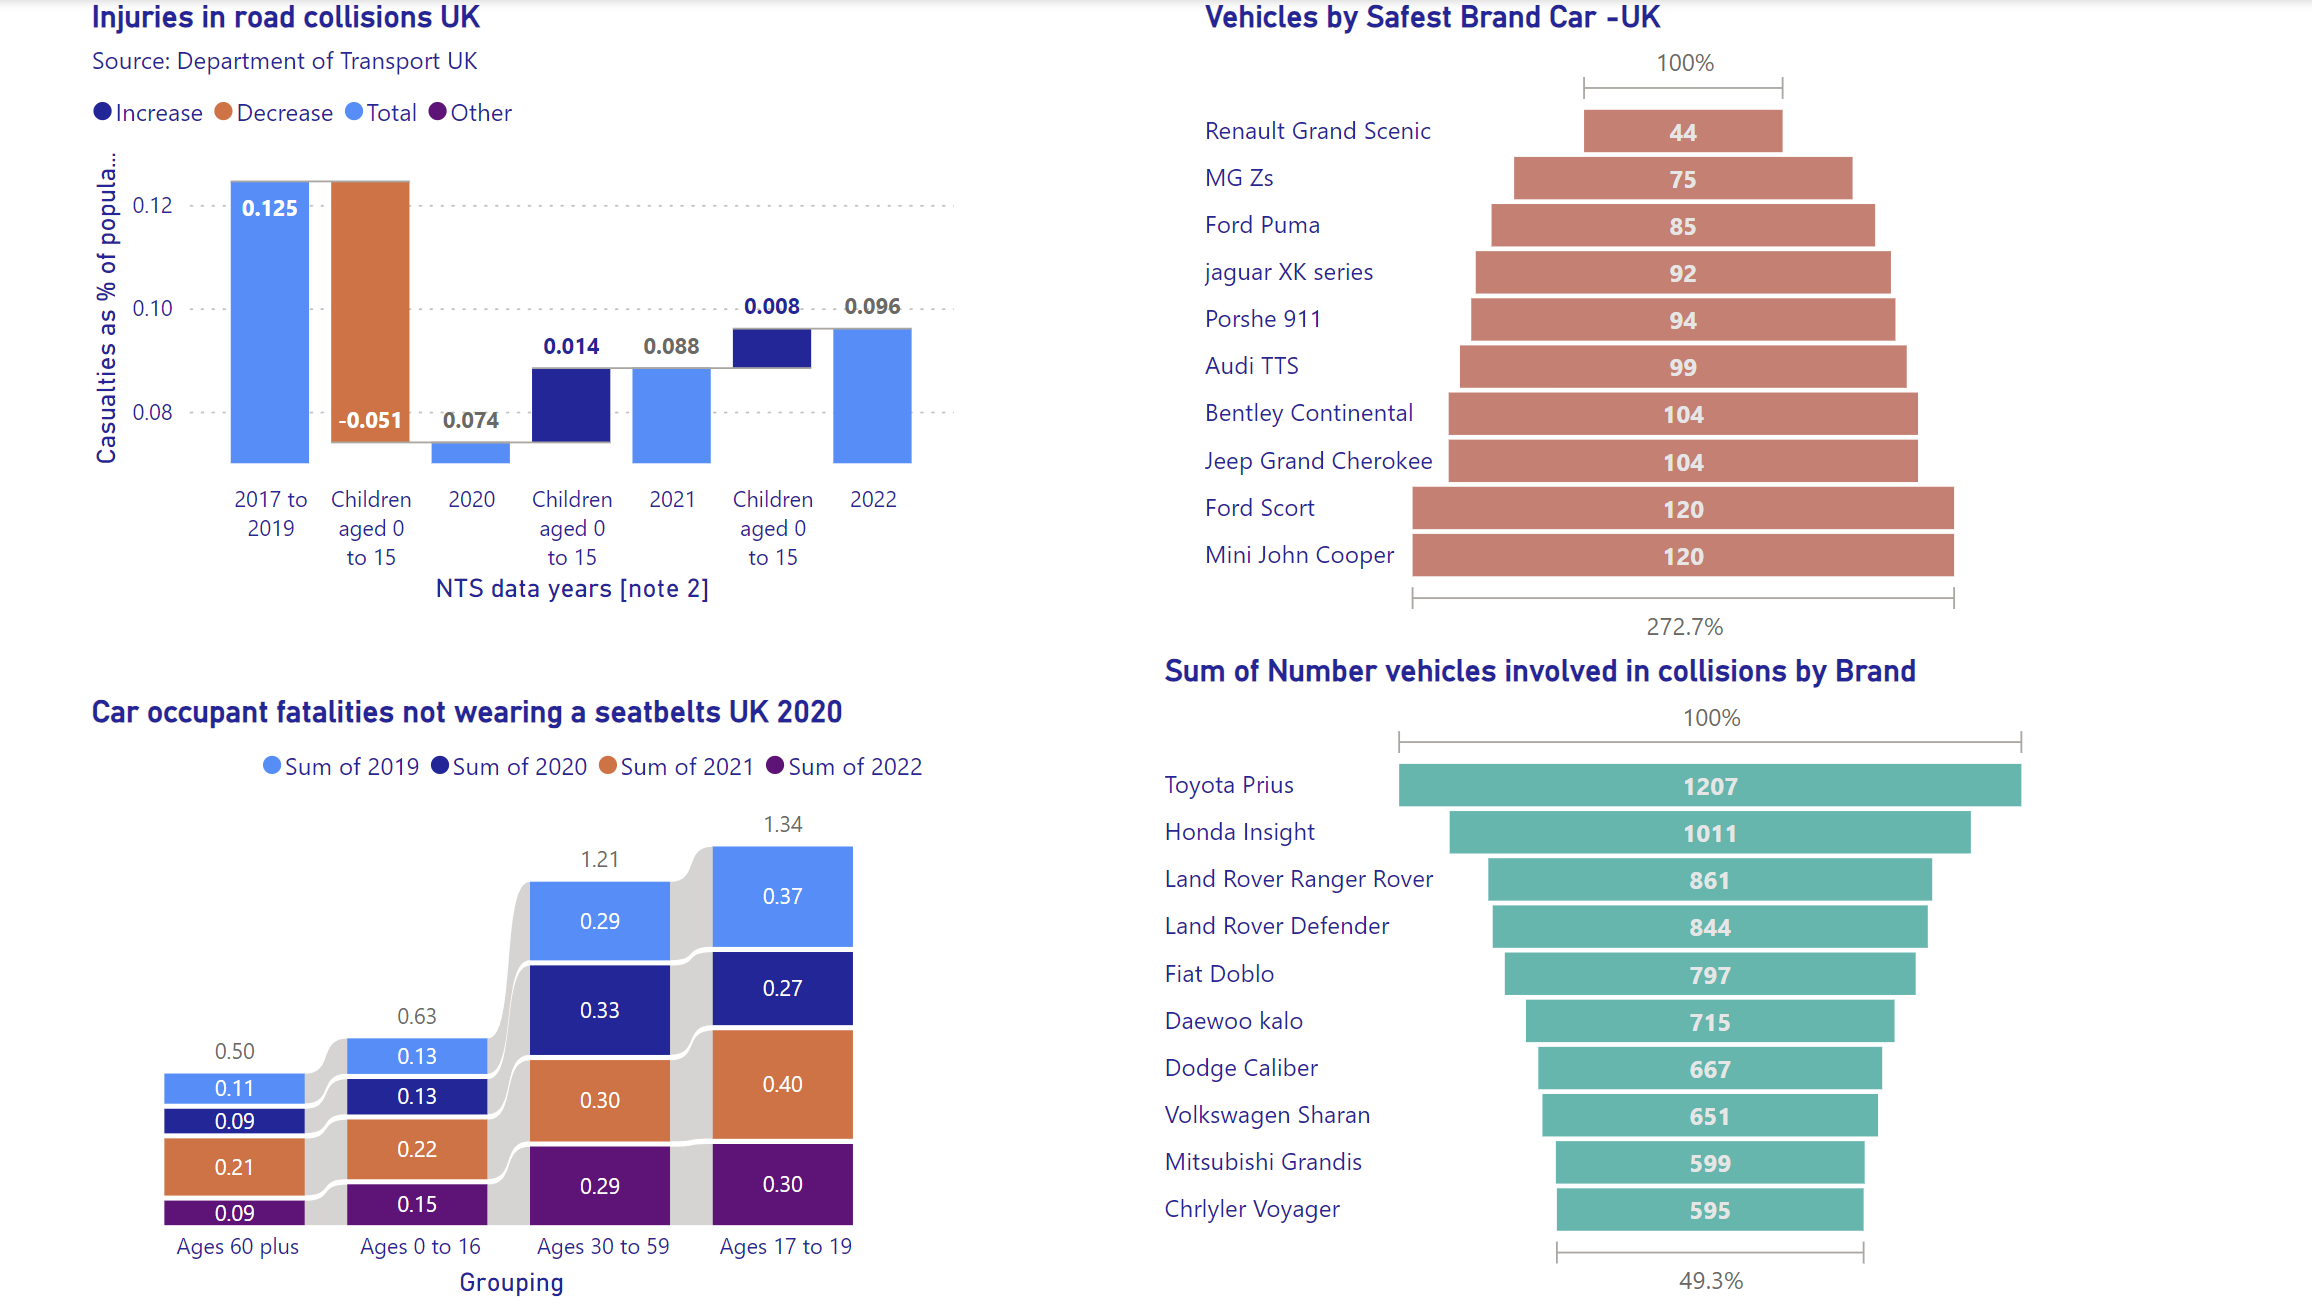 Injuries in road collisions UK
Source: Department of Transport UK
Increase Decrease Total Other
Casualties as % of popula...
0.12
0.10
0.08
0.125
-0.051
0.074
0.014
0.088
0.008
0.096
2017 to 2019
Children aged 0 to 15
2020
Children aged 0 to 15
2021
Children aged 0 to 15
2022
NTS data years [note 2]
Vehicles by Safest Brand Car -UK
100%
Renault Grand Scenic 44
MG Zs 75
Ford Puma 85
jaguar XK series 92
Porshe 911 94
Audi TTS 99
Bentley Continental 104
Jeep Grand Cherokee 104
Ford Scort 120
Mini John Cooper 120
272.7%
Car occupant fatalities not wearing a seatbelts UK 2020
Sum of 2019 Sum of 2020 Sum of 2021 Sum of 2022
0.50
0.11
0.09
0.21
0.09
0.63
0.13
0.13
0.22
0.15
1.21
0.29
0.33
0.30
0.29
1.34
0.37
0.27
0.40
0.30
Ages 60 plus Ages 0 to 16 Ages 30 to 59 Ages 17 to 19
Grouping
Sum of Number vehicles involved in collisions by Brand
100%
Toyota Prius 1207
Honda Insight 1011
Land Rover Ranger Rover 861
Land Rover Defender 844
Fiat Doblo 797
Daewoo kalo 715
Dodge Caliber 667
Volkswagen Sharan 651
Mitsubishi Grandis 599
Chrlyler Voyager 595
49.3%